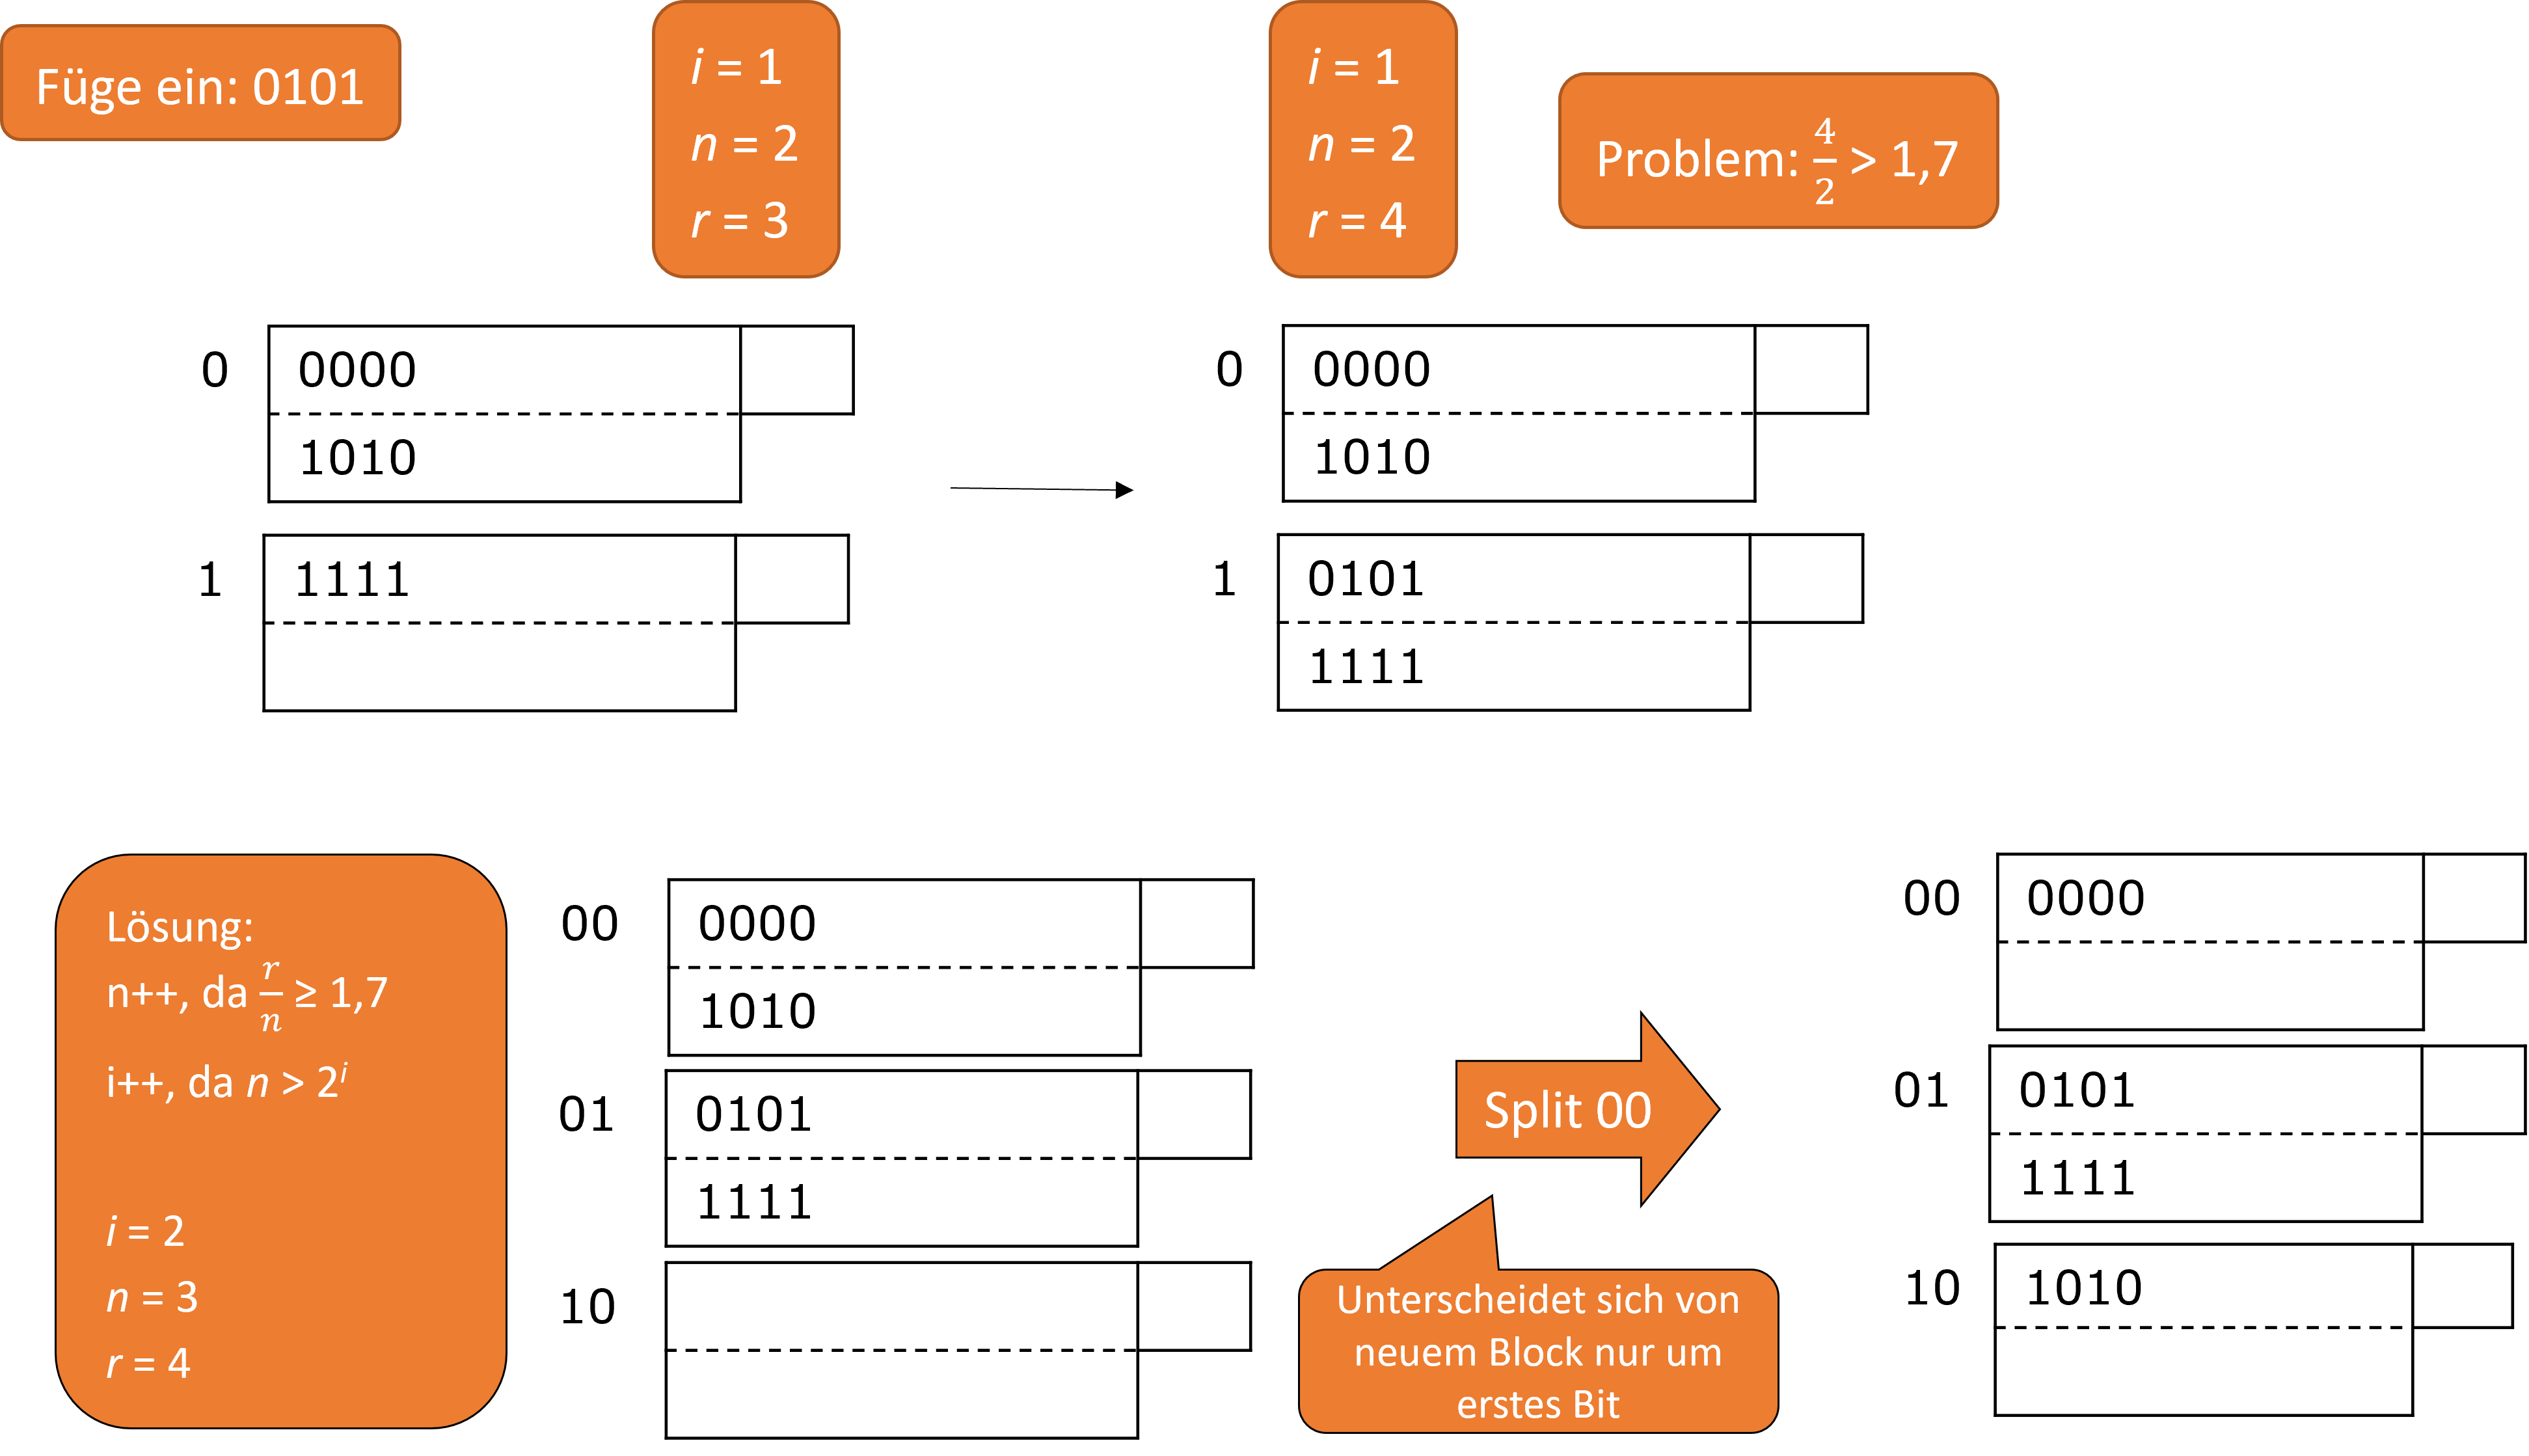 Füge ein: 0101
i = 1
n = 2
r = 3
i = 1
n = 2
r = 4
Problem: 4/2 > 1,7
0 0000
1010
1 1111
0 0000
1010
1 0101
1111
Lösung:
n++, da r/n ≥ 1,7
i++, da n > 2^i
i = 2
n = 3
r = 4
00 0000
1010
01 0101
1111
10
Split 00
Unterscheidet sich von
neuem Block nur um
erstes Bit
00 0000
01 0101
1111
10 1010